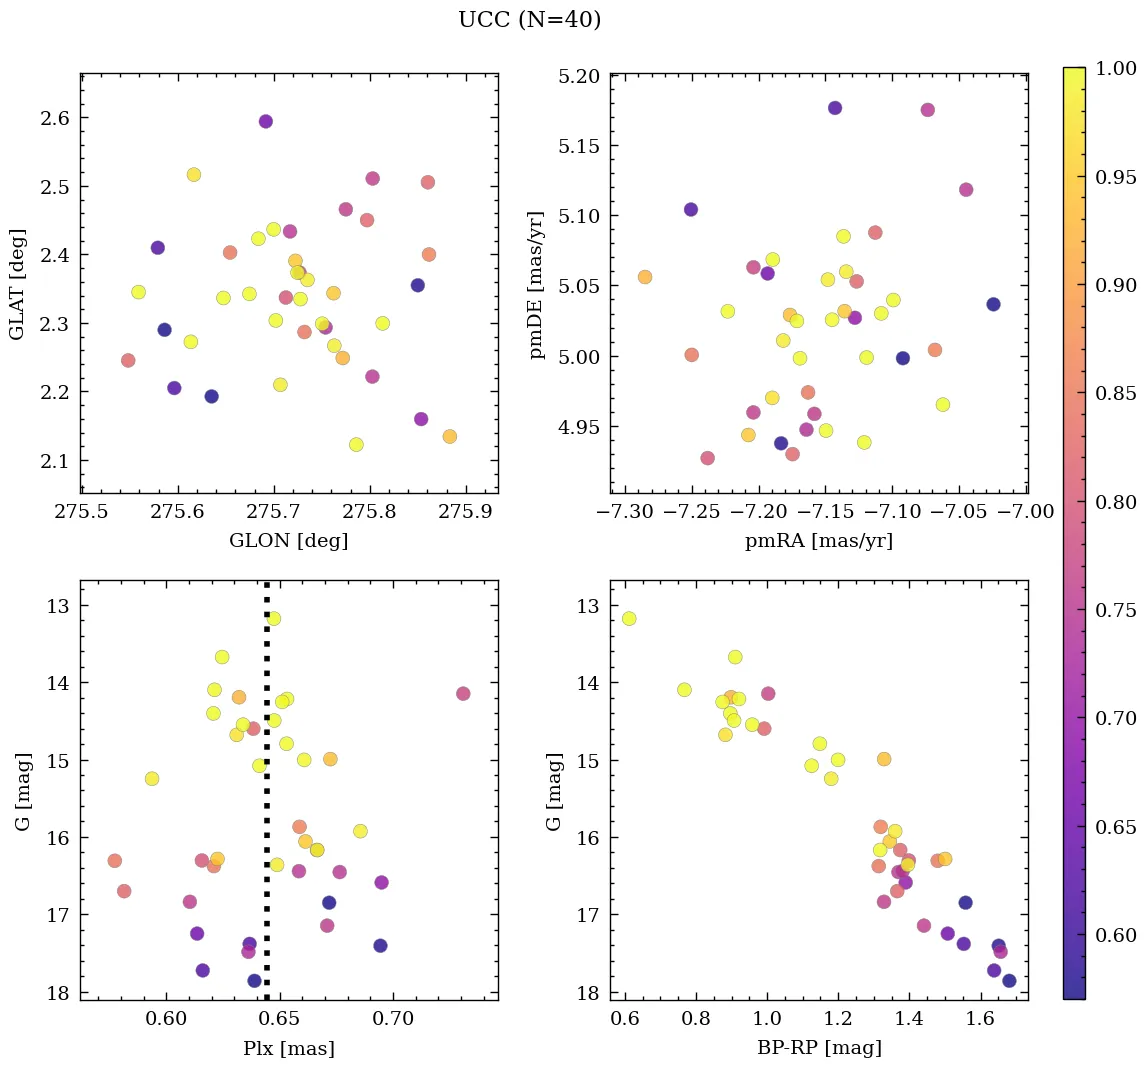 UCC (N=40)
2.6
2.5
2.4
2.3
2.2
2.1
GLAT [deg]
275.5 275.6 275.7 275.8 275.9
GLON [deg]
5.20
5.15
5.10
5.05
5.00
4.95
pmDE [mas/yr]
−7.30 −7.25 −7.20 −7.15 −7.10 −7.05 −7.00
pmRA [mas/yr]
13
14
15
16
17
18
G [mag]
0.60 0.65 0.70
Plx [mas]
13
14
15
16
17
18
G [mag]
0.6 0.8 1.0 1.2 1.4 1.6
BP-RP [mag]
1.00
0.95
0.90
0.85
0.80
0.75
0.70
0.65
0.60